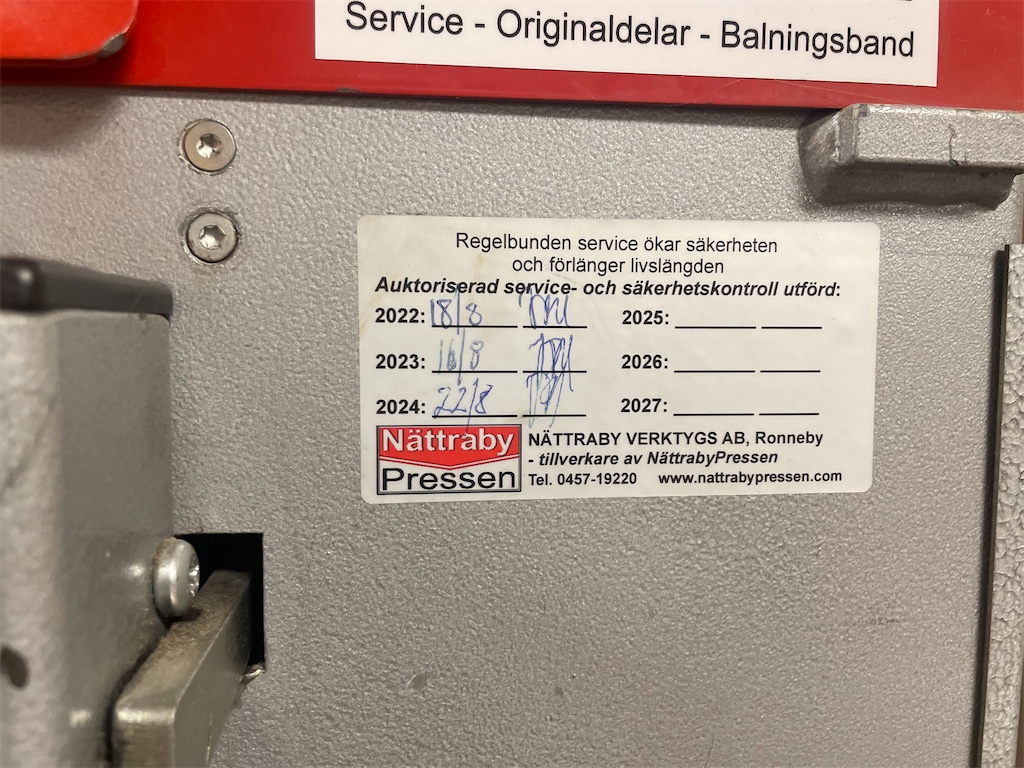 Service - Originaldelar - Balningsband
Regelbunden service ökar säkerheten
och förlänger livslängden
Auktoriserad service- och säkerhetskontroll utförd:
2022: 18/8 2025:
2023: 16/8 2026:
2024: 22/8 2027:
Nättraby
Pressen
NÄTTRABY VERKTYGS AB, Ronneby
- tillverkare av NättrabyPressen
Tel. 0457-19220 www.nattrabypressen.com